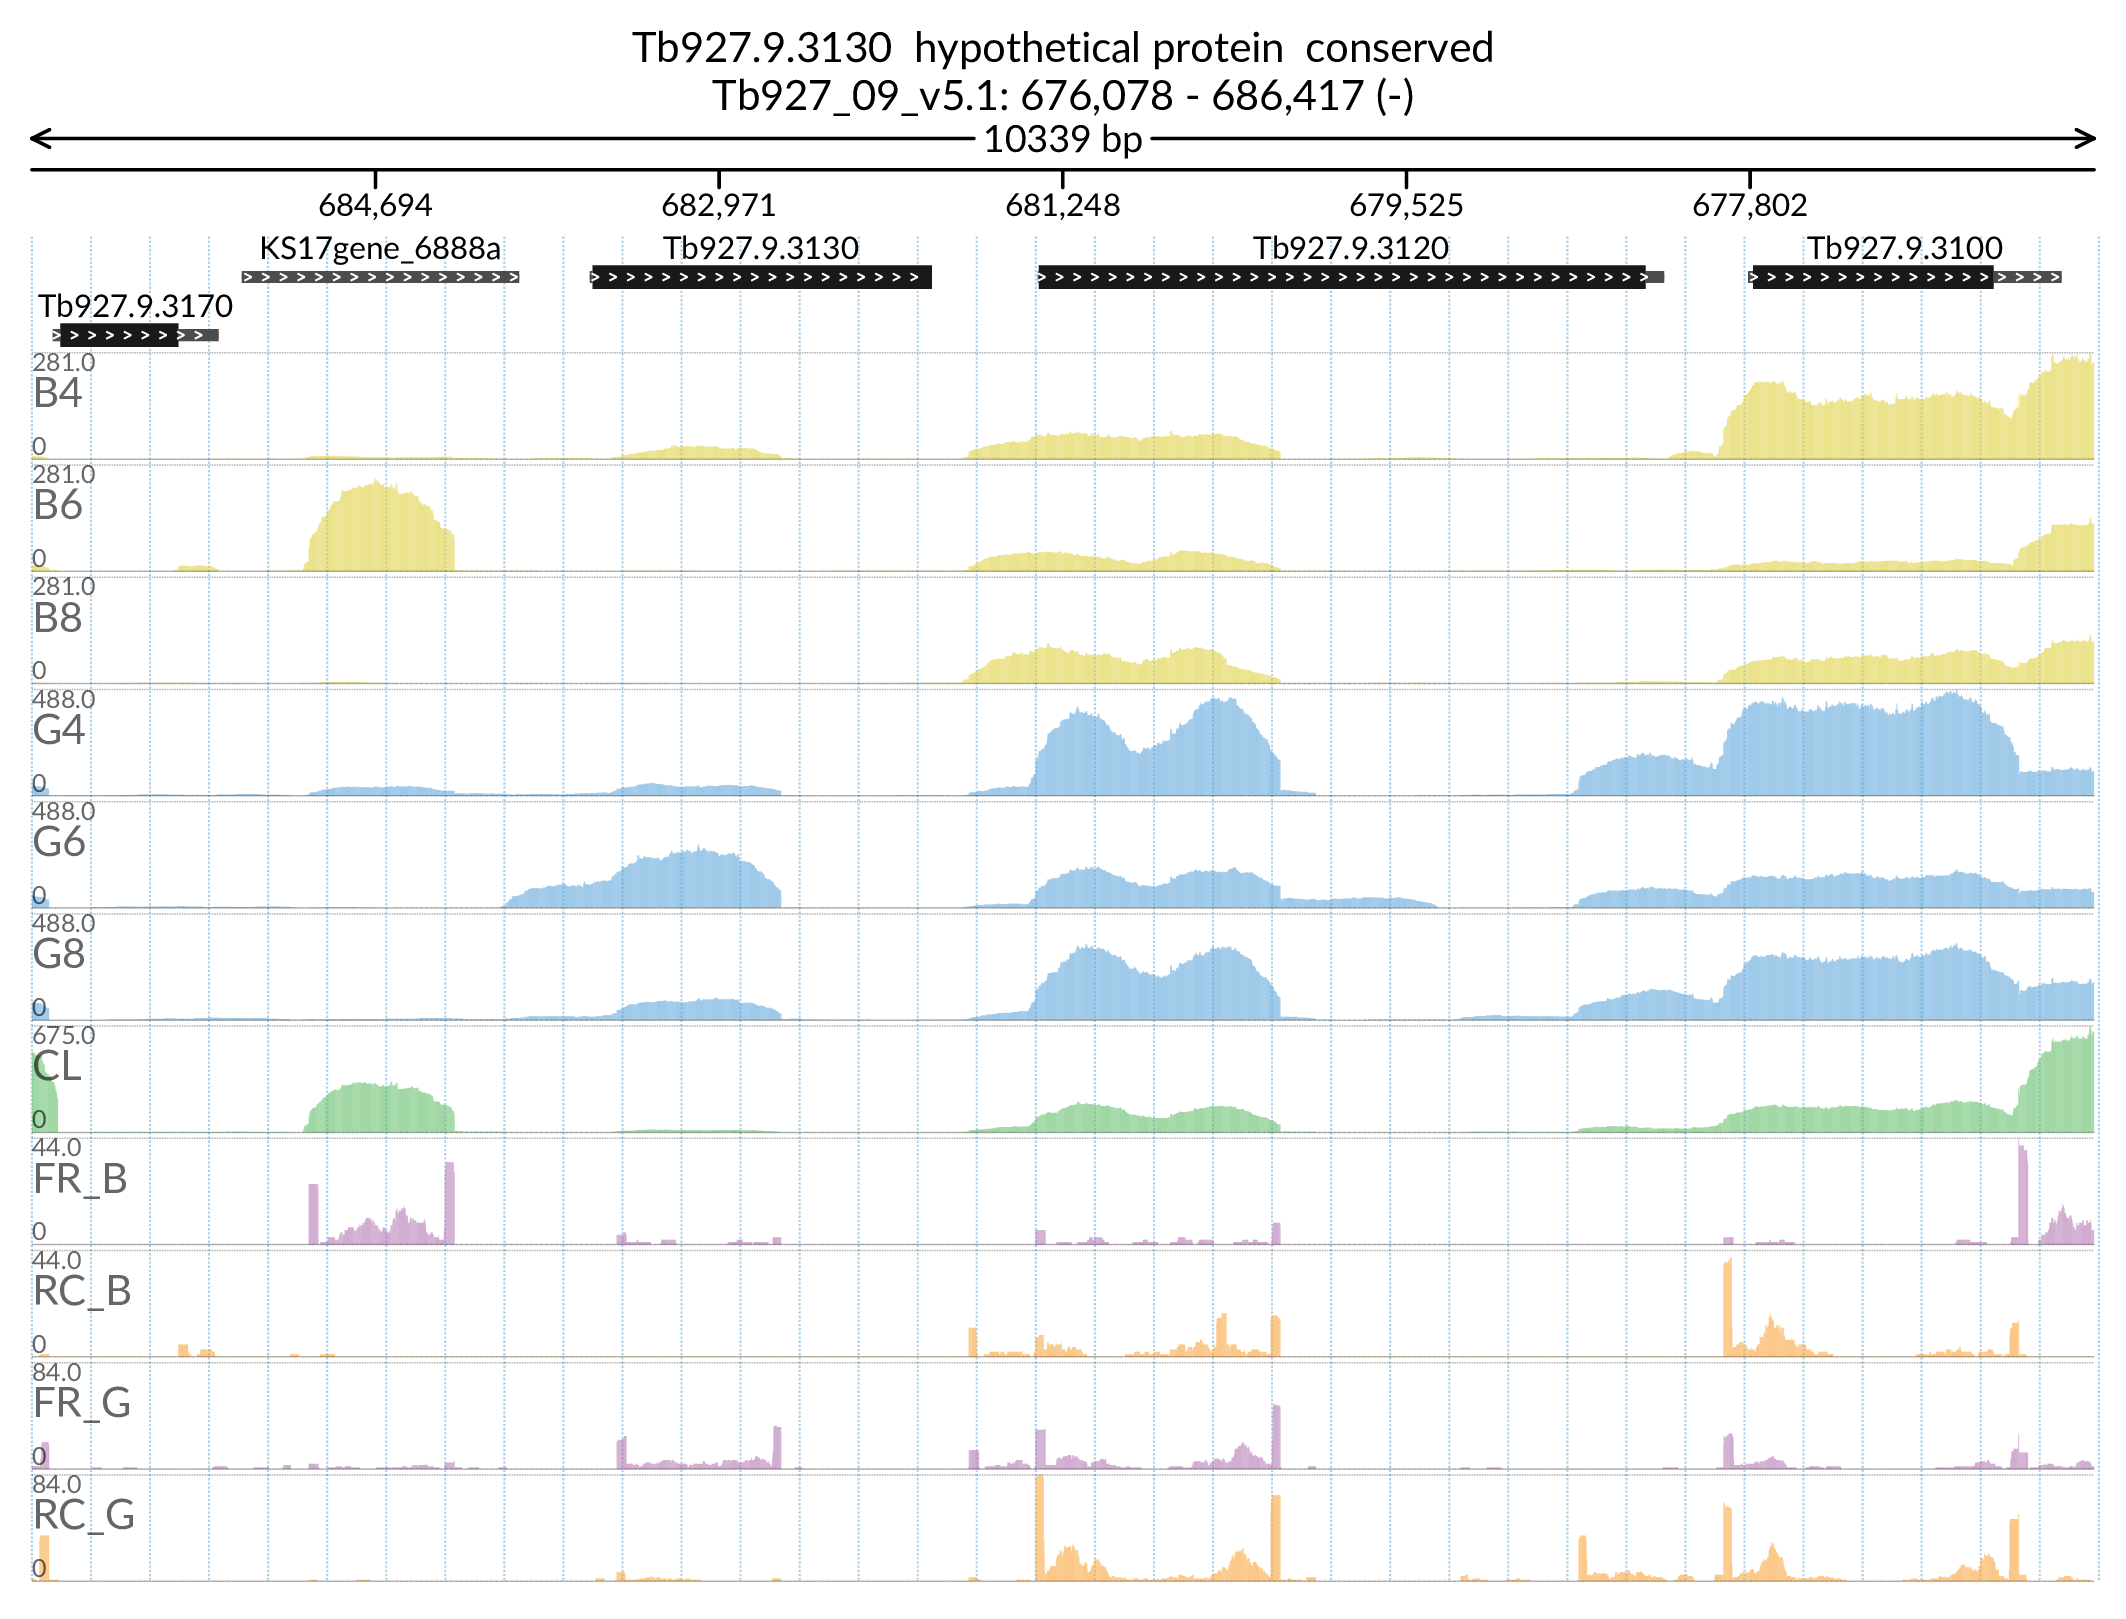 Tb927.9.3130  hypothetical protein  conserved
Tb927_09_v5.1: 676,078 - 686,417 (-)
10339 bp
684,694 682,971 681,248 679,525 677,802
KS17gene_6888a Tb927.9.3130 Tb927.9.3120 Tb927.9.3100
Tb927.9.3170
281.0
B4
0
281.0
B6
0
281.0
B8
0
488.0
G4
0
488.0
G6
0
488.0
G8
0
675.0
CL
0
44.0
FR_B
0
44.0
RC_B
0
84.0
FR_G
0
84.0
RC_G
0